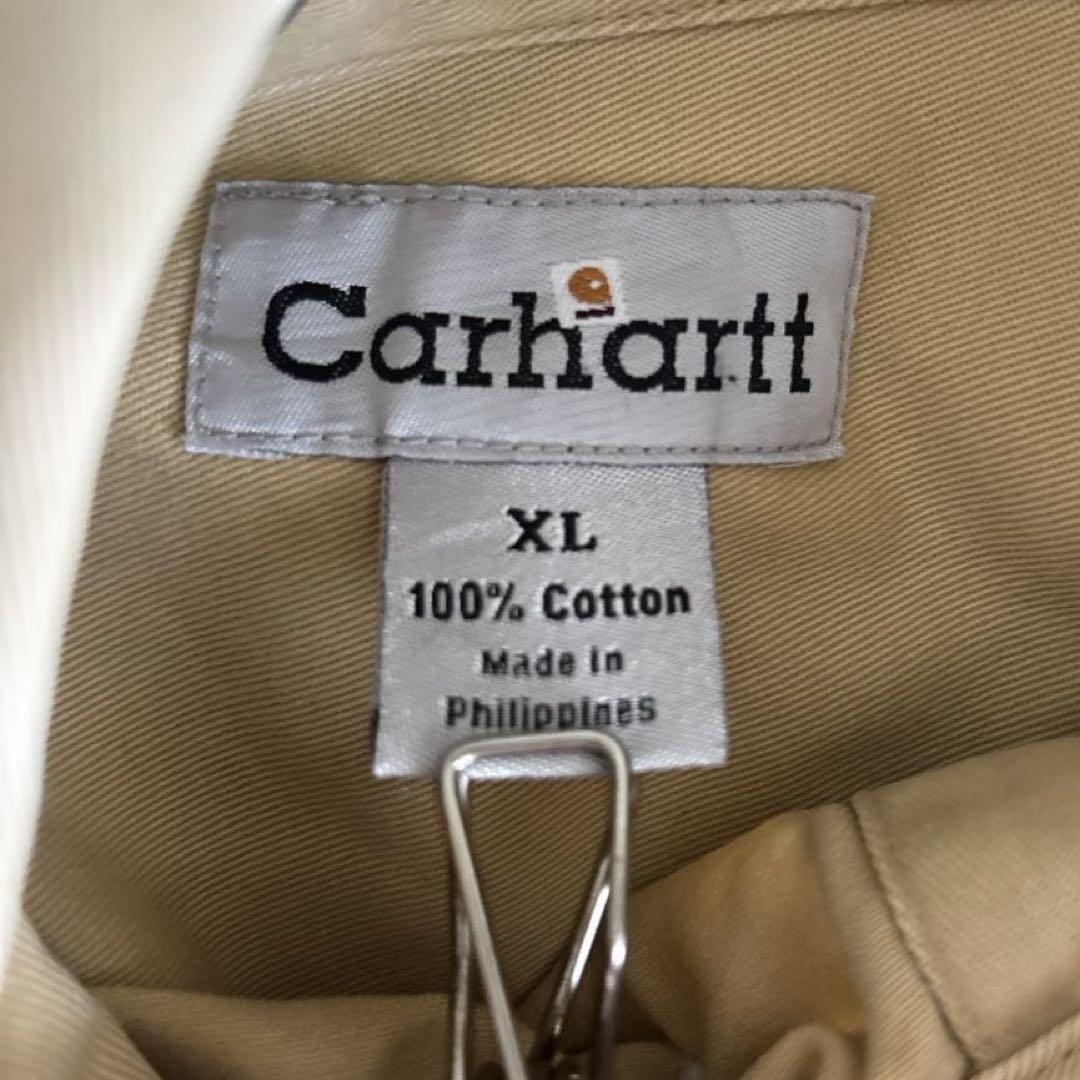 Carhartt
XL
100% Cotton
Made in
Philippines